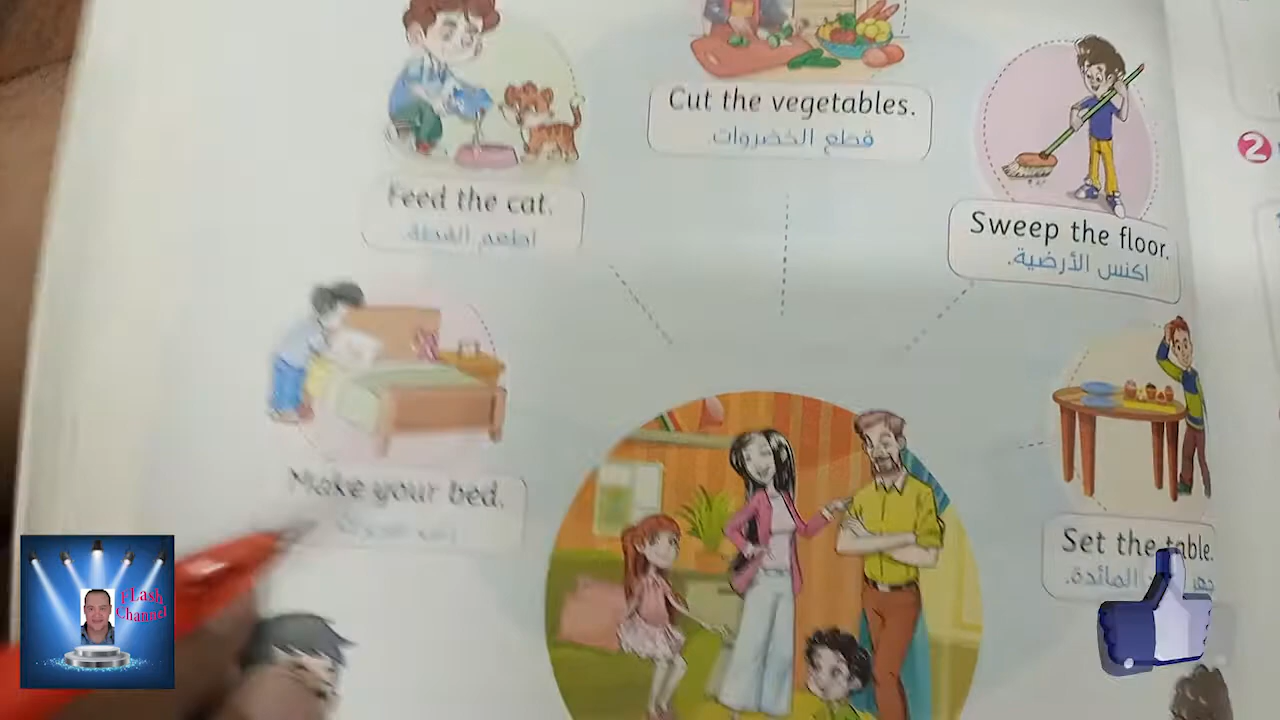 Cut the vegetables.
قطع الخضروات
Feed the cat.
اطعم القطة.
Sweep the floor.
اكنس الأرضية.
Make your bed.
Set the table.
المائدة.
2
FLash
Channel